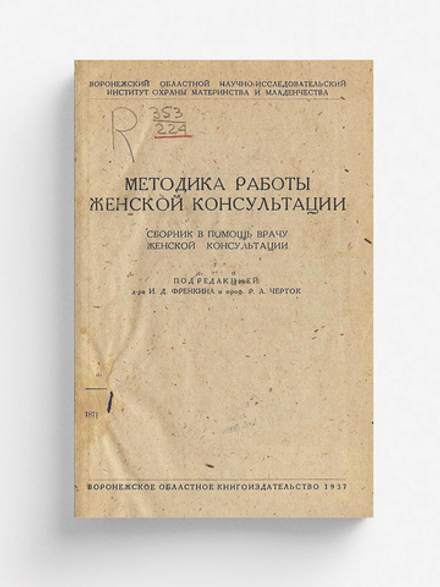 ВОРОНЕЖСКИЙ ОБЛАСТНОЙ НАУЧНО-ИССЛЕДОВАТЕЛЬСКИЙ
ИНСТИТУТ ОХРАНЫ МАТЕРИНСТВА И МЛАДЕНЧЕСТВА
R 353
224
МЕТОДИКА РАБОТЫ
ЖЕНСКОЙ КОНСУЛЬТАЦИИ
СБОРНИК В ПОМОЩЬ ВРАЧУ
ЖЕНСКОЙ КОНСУЛЬТАЦИИ
ПОД РЕДАКЦИЕЙ
д-ра И. Д. ФРЕНКИНА и проф. Р. Л. ЧЕРТОК
1871
ВОРОНЕЖСКОЕ ОБЛАСТНОЕ КНИГОИЗДАТЕЛЬСТВО 1937